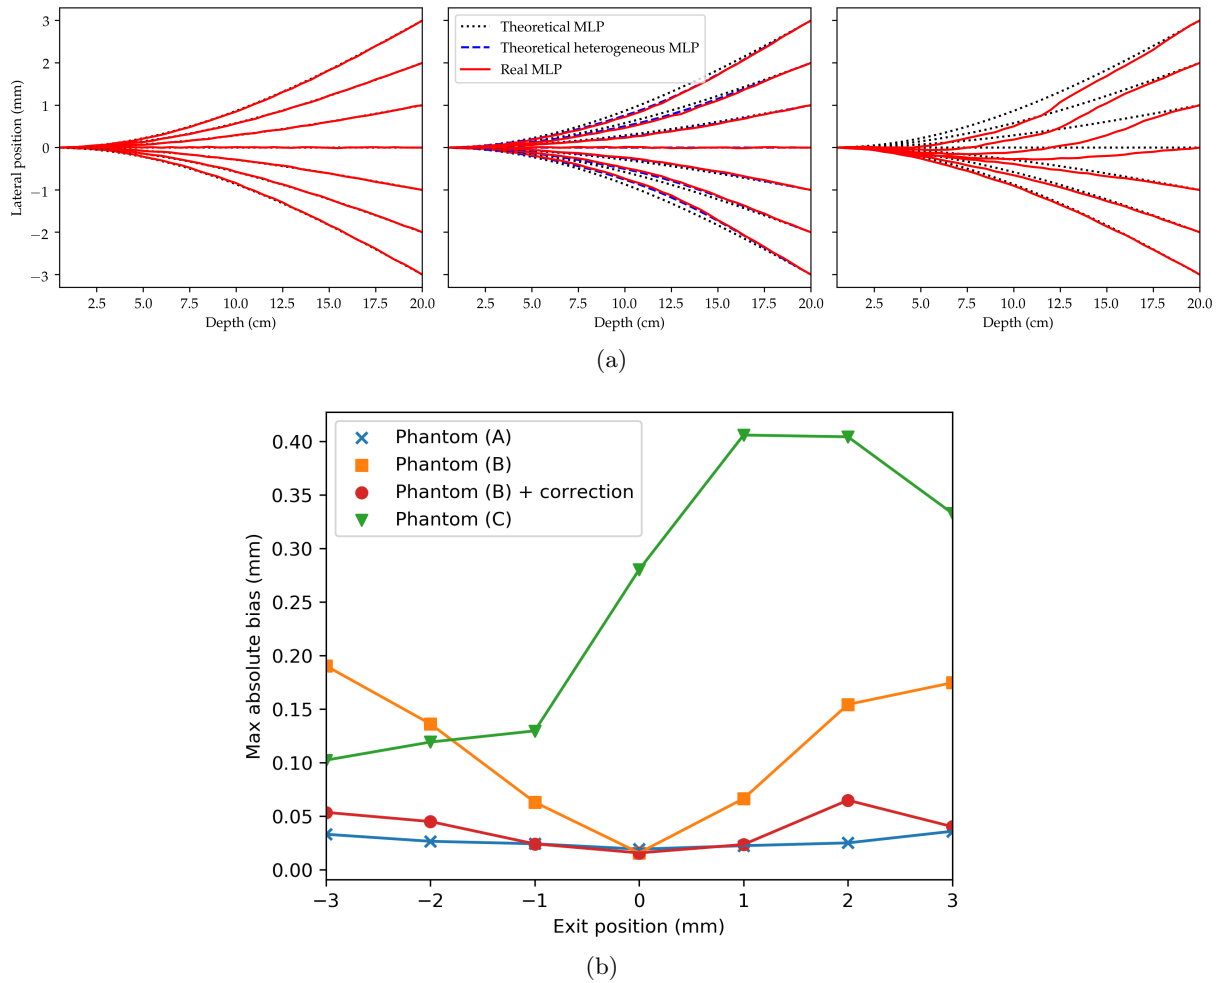 3
2
1
0
−1
−2
−3
Lateral position (mm)
2.5 5.0 7.5 10.0 12.5 15.0 17.5 20.0
Depth (cm)
Theoretical MLP
Theoretical heterogeneous MLP
Real MLP
2.5 5.0 7.5 10.0 12.5 15.0 17.5 20.0
Depth (cm)
2.5 5.0 7.5 10.0 12.5 15.0 17.5 20.0
Depth (cm)
(a)
Phantom (A)
Phantom (B)
Phantom (B) + correction
Phantom (C)
0.40
0.35
0.30
0.25
0.20
0.15
0.10
0.05
0.00
Max absolute bias (mm)
−3 −2 −1 0 1 2 3
Exit position (mm)
(b)